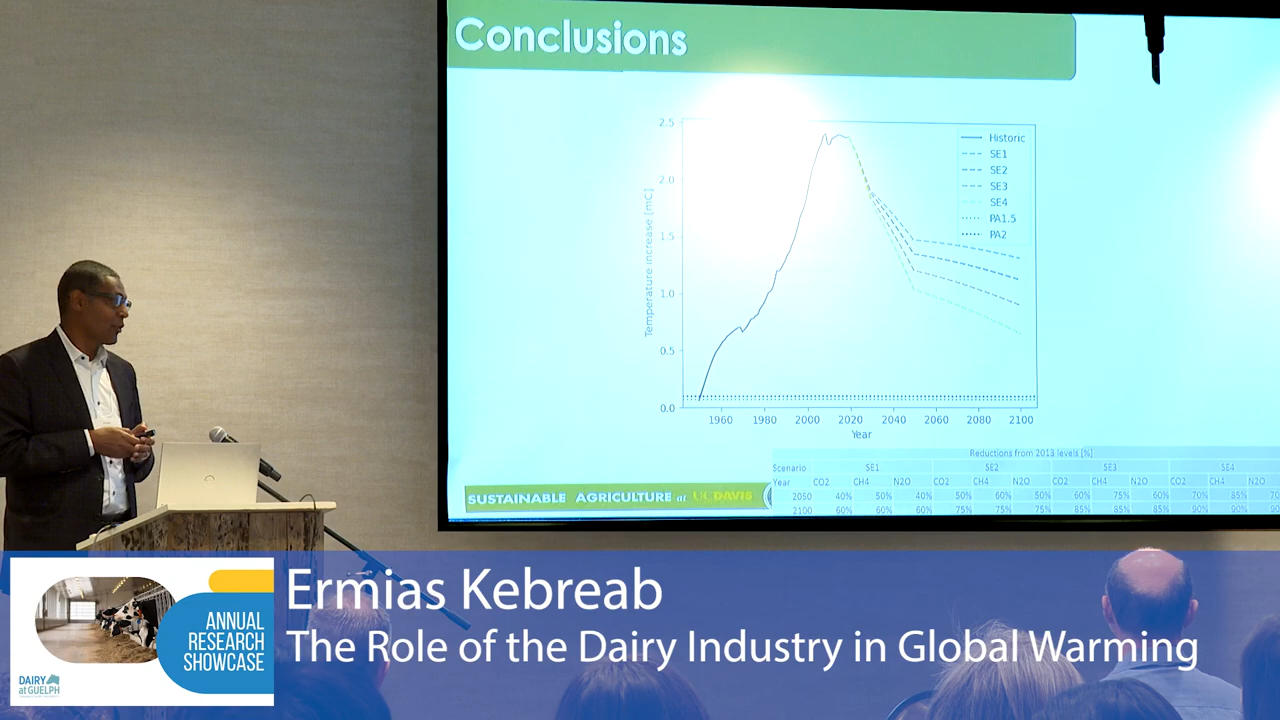 Conclusions
2.5
2.0
1.5
1.0
0.5
0.0
Temperature increase [mC]
1960 1980 2000 2020 2040 2060 2080 2100
Year
Historic
SE1
SE2
SE3
SE4
PA1.5
PA2
Reductions from 2013 levels [%]
Scenario SE1 SE2 SE3 SE4
Year CO2 CH4 N2O CO2 CH4 N2O CO2 CH4 N2O CO2 CH4 N2O
2050 40% 50% 40% 50% 60% 50% 60% 75% 60% 70% 85%
2100 60% 60% 60% 75% 75% 75% 85% 85% 85% 90% 90%
SUSTAINABLE AGRICULTURE at UC DAVIS
ANNUAL
RESEARCH
SHOWCASE
DAIRY
at GUELPH
Ermias Kebreab
The Role of the Dairy Industry in Global Warming